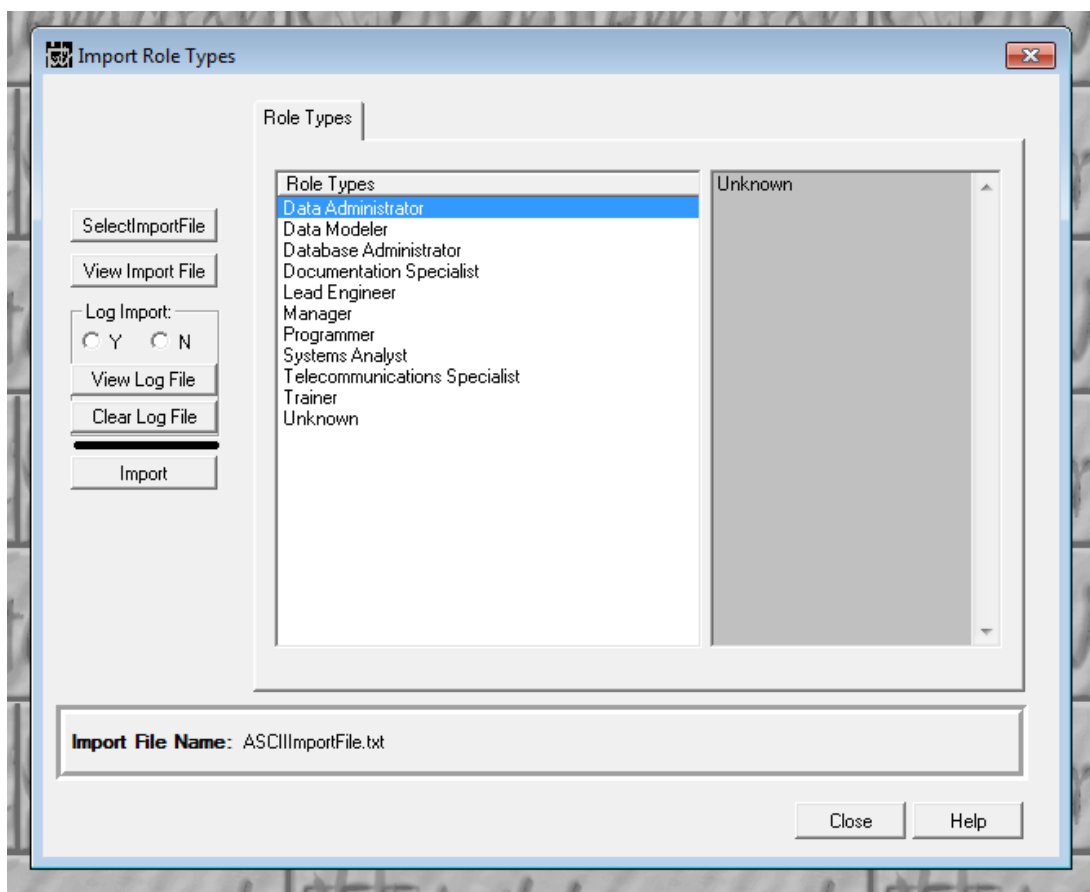 Import Role Types
Role Types
SelectImportFile
View Import File
Log Import:
Y N
View Log File
Clear Log File
Import
Role Types
Data Administrator
Data Modeler
Database Administrator
Documentation Specialist
Lead Engineer
Manager
Programmer
Systems Analyst
Telecommunications Specialist
Trainer
Unknown
Unknown
Import File Name: ASCIIImportFile.txt
Close Help